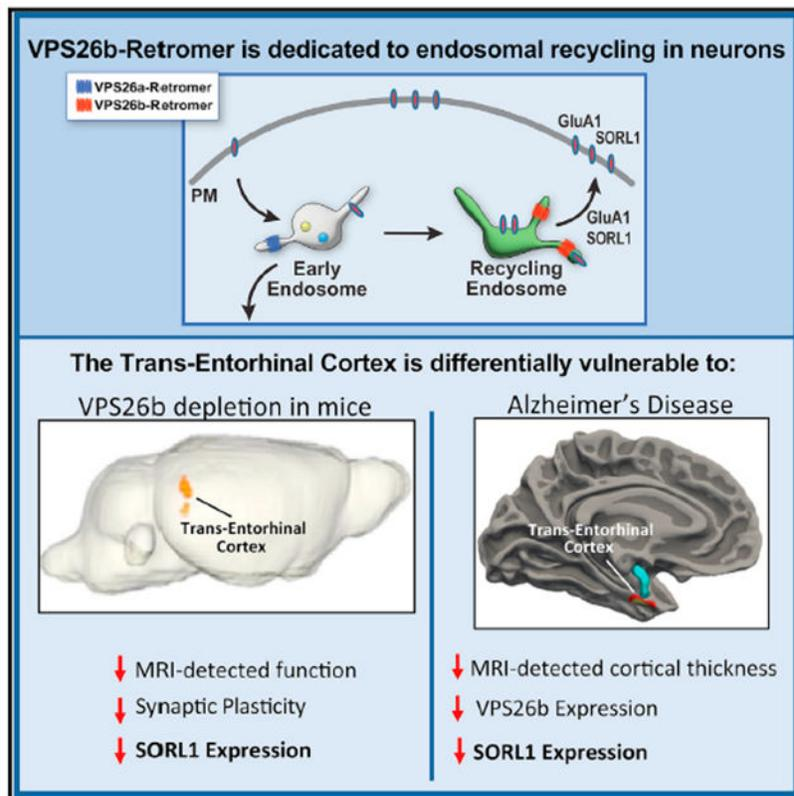 VPS26b-Retromer is dedicated to endosomal recycling in neurons
VPS26a-Retromer
VPS26b-Retromer
GluA1
SORL1
PM
GluA1
SORL1
Early
Endosome
Recycling
Endosome
The Trans-Entorhinal Cortex is differentially vulnerable to:
VPS26b depletion in mice
Trans-Entorhinal
Cortex
↓ MRI-detected function
↓ Synaptic Plasticity
↓ SORL1 Expression
Alzheimer's Disease
Trans-Entorhinal
Cortex
↓ MRI-detected cortical thickness
↓ VPS26b Expression
↓ SORL1 Expression